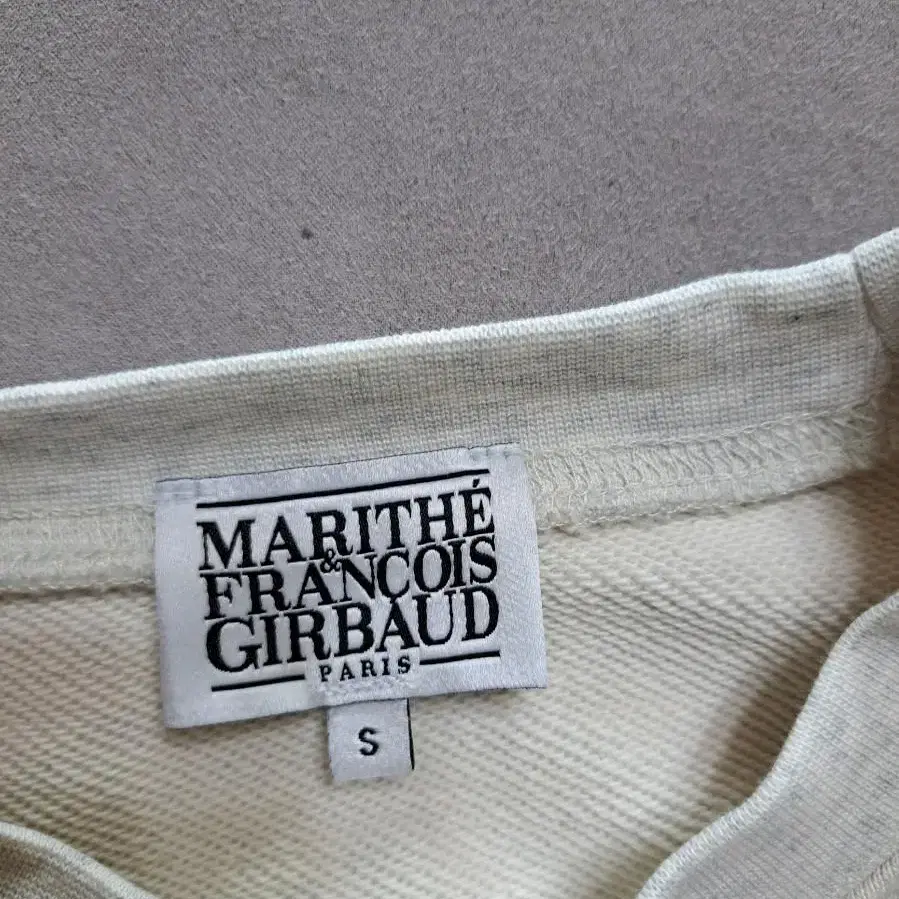 MARITHÉ
&
FRANÇOIS
GIRBAUD
PARIS
S